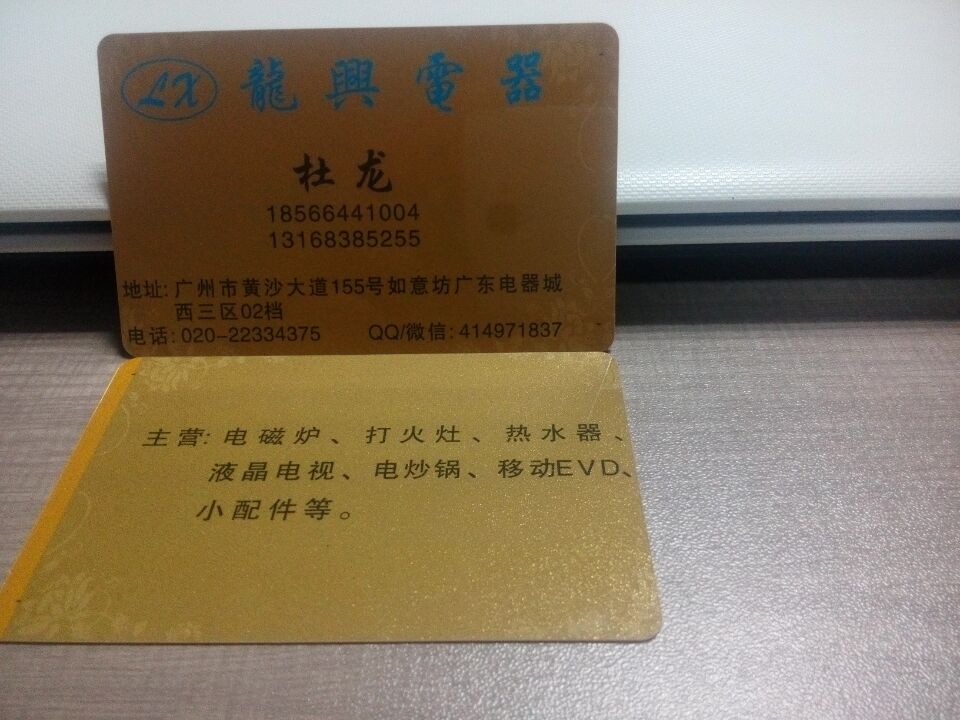 LX 龍興電器
杜龙
18566441004
13168385255
地址: 广州市黄沙大道155号如意坊广东电器城
西三区02档
电话: 020-22334375 QQ/微信: 414971837
主营: 电磁炉、打火灶、热水器、
液晶电视、电炒锅、移动EVD、
小配件等。